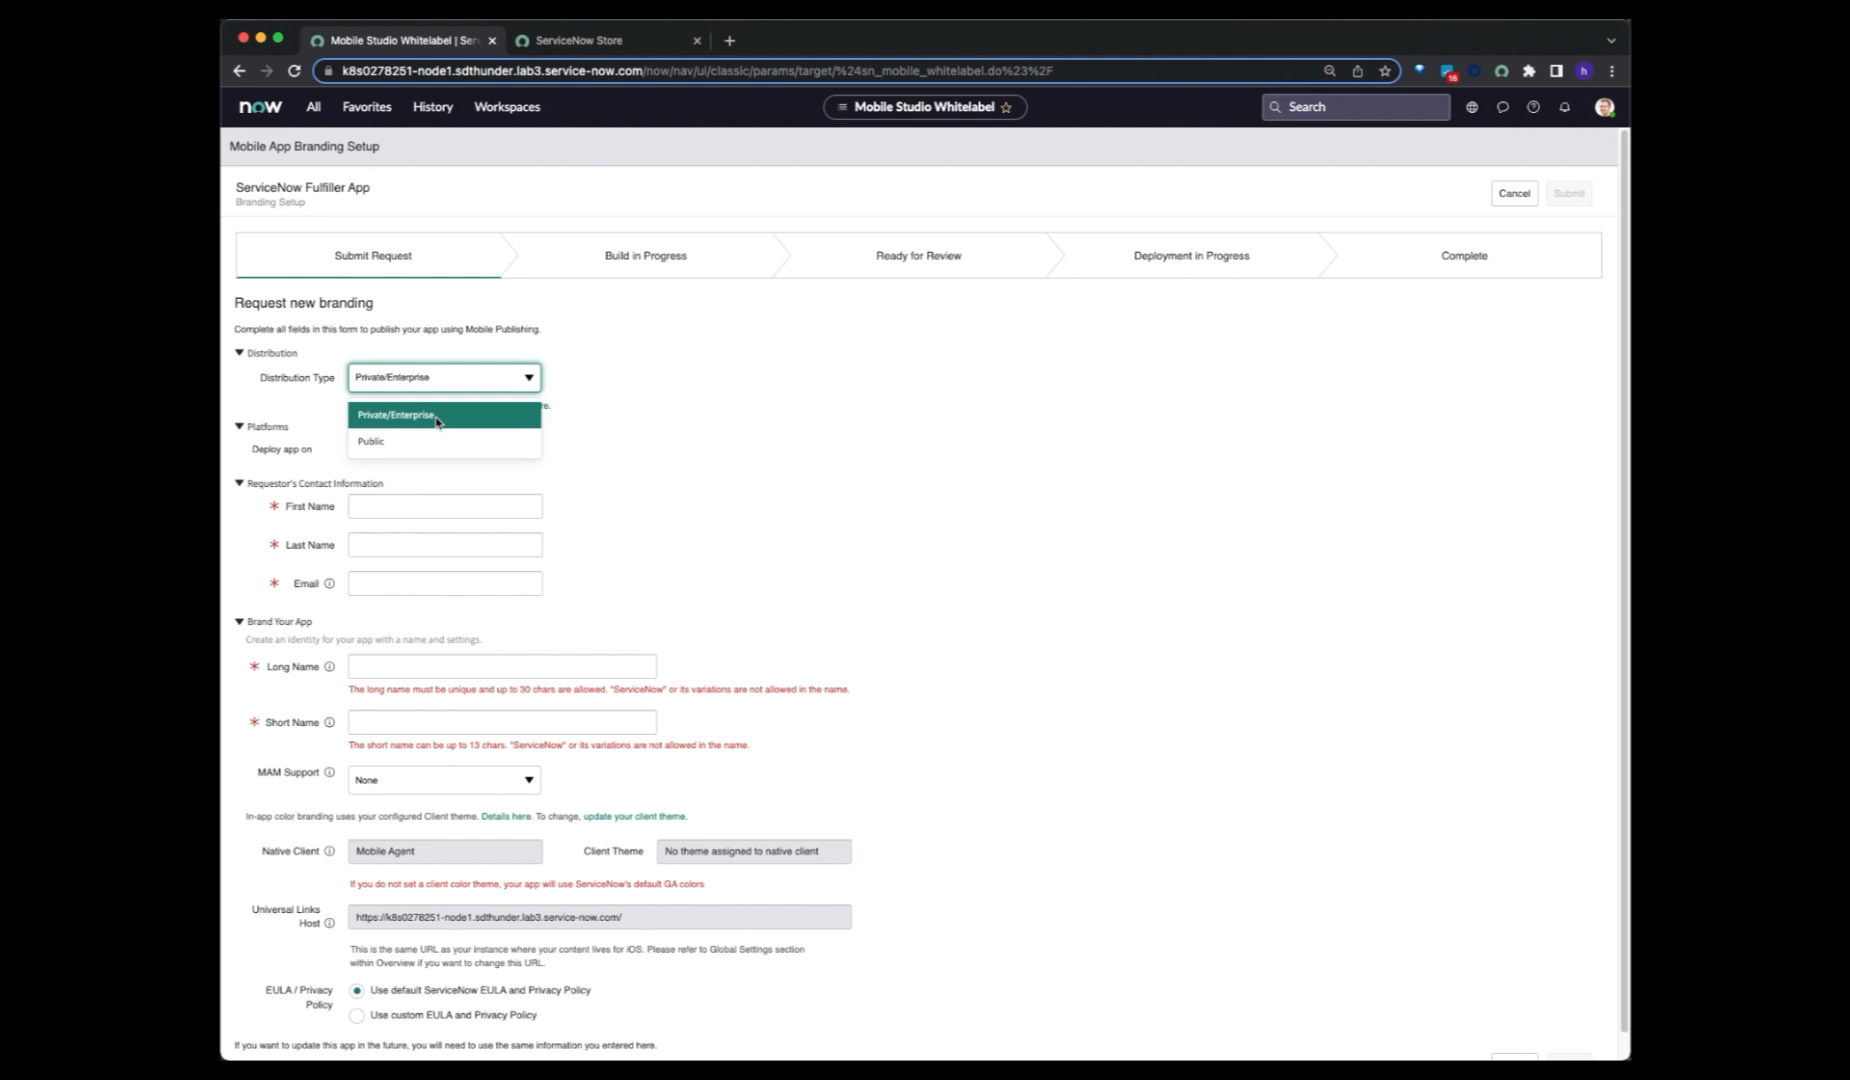 Mobile Studio Whitelabel | Ser
ServiceNow Store
k8s0278251-node1.sdthunder.lab3.service-now.com/now/nav/ui/classic/params/target/%24sn_mobile_whitelabel.do%23%2F
16
h
now
All
Favorites
History
Workspaces
Mobile Studio Whitelabel
Search
Mobile App Branding Setup
ServiceNow Fulfiller App
Branding Setup
Cancel
Submit
Submit Request
Build in Progress
Ready for Review
Deployment in Progress
Complete
Request new branding
Complete all fields in this form to publish your app using Mobile Publishing.
Distribution
Distribution Type
Private/Enterprise
re.
Private/Enterprise
Public
Platforms
Deploy app on
Requestor's Contact Information
* First Name
* Last Name
* Email
Brand Your App
Create an identity for your app with a name and settings.
* Long Name
The long name must be unique and up to 30 chars are allowed. "ServiceNow" or its variations are not allowed in the name.
* Short Name
The short name can be up to 13 chars. "ServiceNow" or its variations are not allowed in the name.
MAM Support
None
In-app color branding uses your configured Client theme. Details here. To change, update your client theme.
Native Client
Mobile Agent
Client Theme
No theme assigned to native client
If you do not set a client color theme, your app will use ServiceNow's default GA colors
Universal Links
Host
https://k8s0278251-node1.sdthunder.lab3.service-now.com/
This is the same URL as your instance where your content lives for iOS. Please refer to Global Settings section
within Overview if you want to change this URL.
EULA / Privacy
Policy
Use default ServiceNow EULA and Privacy Policy
Use custom EULA and Privacy Policy
If you want to update this app in the future, you will need to use the same information you entered here.